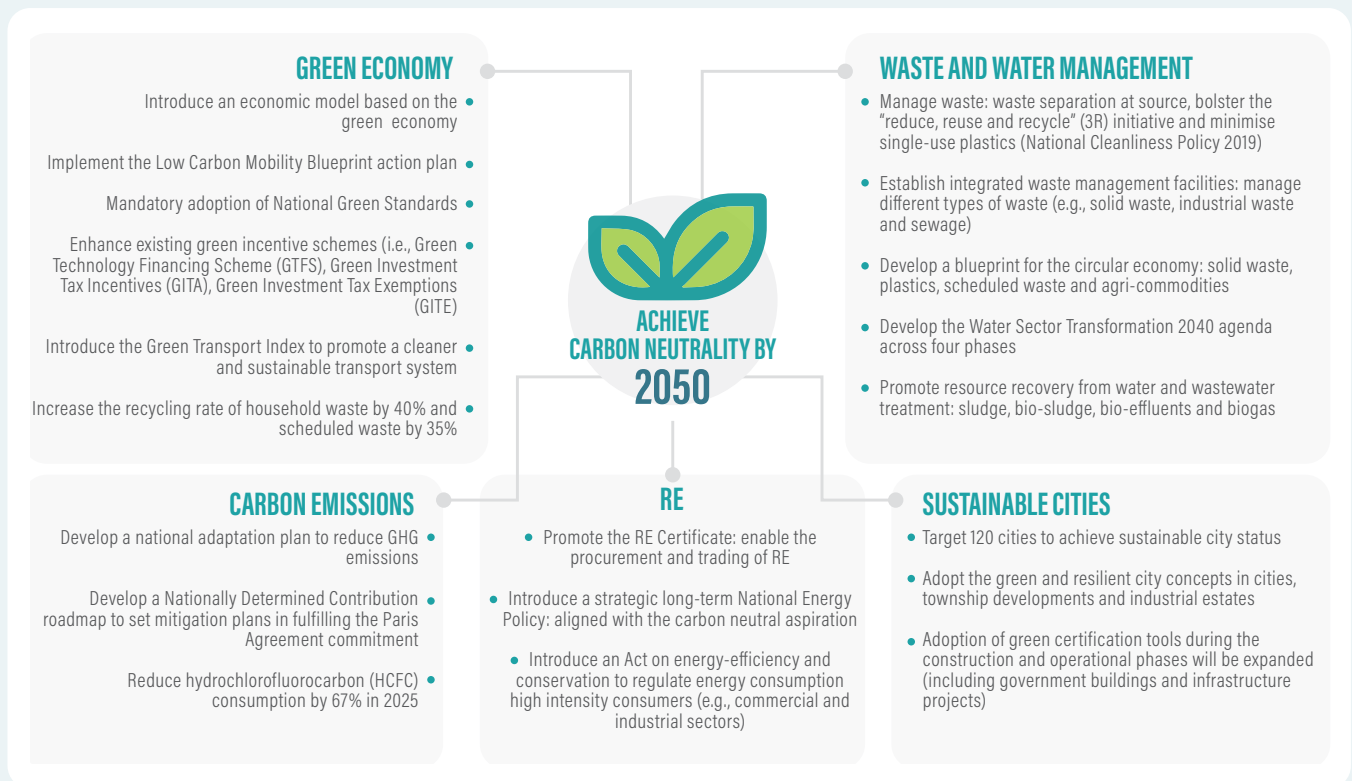 GREEN ECONOMY
Introduce an economic model based on the
green economy
Implement the Low Carbon Mobility Blueprint action plan
Mandatory adoption of National Green Standards
Enhance existing green incentive schemes (i.e., Green
Technology Financing Scheme (GTFS), Green Investment
Tax Incentives (GITA), Green Investment Tax Exemptions
(GITE)
Introduce the Green Transport Index to promote a cleaner
and sustainable transport system
Increase the recycling rate of household waste by 40% and
scheduled waste by 35%
WASTE AND WATER MANAGEMENT
Manage waste: waste separation at source, bolster the
“reduce, reuse and recycle” (3R) initiative and minimise
single-use plastics (National Cleanliness Policy 2019)
Establish integrated waste management facilities: manage
different types of waste (e.g., solid waste, industrial waste
and sewage)
Develop a blueprint for the circular economy: solid waste,
plastics, scheduled waste and agri-commodities
Develop the Water Sector Transformation 2040 agenda
across four phases
Promote resource recovery from water and wastewater
treatment: sludge, bio-sludge, bio-effluents and biogas
ACHIEVE
CARBON NEUTRALITY BY
2050
CARBON EMISSIONS
Develop a national adaptation plan to reduce GHG
emissions
Develop a Nationally Determined Contribution
roadmap to set mitigation plans in fulfilling the Paris
Agreement commitment
Reduce hydrochlorofluorocarbon (HCFC)
consumption by 67% in 2025
RE
Promote the RE Certificate: enable the
procurement and trading of RE
Introduce a strategic long-term National Energy
Policy: aligned with the carbon neutral aspiration
Introduce an Act on energy-efficiency and
conservation to regulate energy consumption
high intensity consumers (e.g., commercial and
industrial sectors)
SUSTAINABLE CITIES
Target 120 cities to achieve sustainable city status
Adopt the green and resilient city concepts in cities,
township developments and industrial estates
Adoption of green certification tools during the
construction and operational phases will be expanded
(including government buildings and infrastructure
projects)